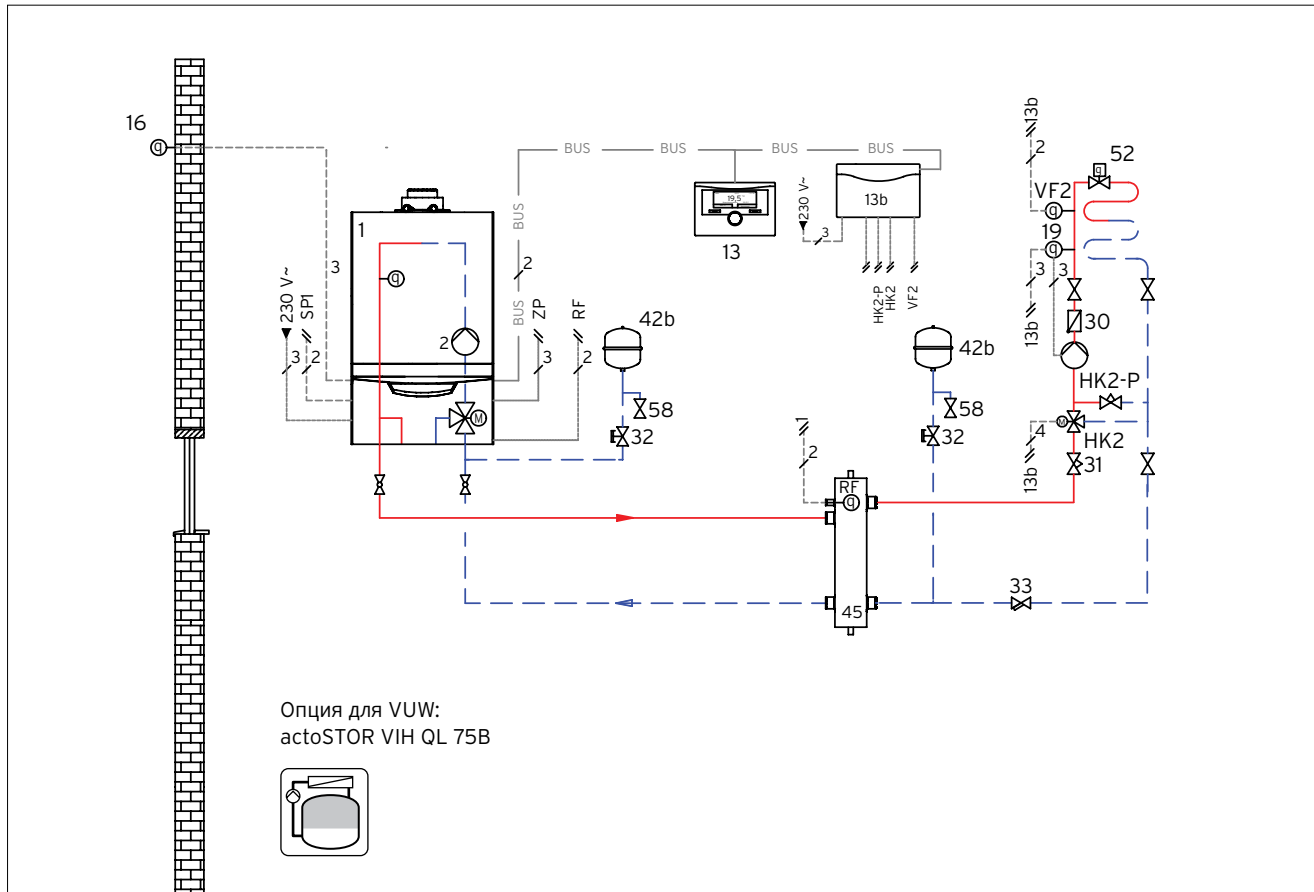 16
1
3
230 V~
3
SP1
2
2
BUS
BUS
BUS
BUS
BUS
BUS
2
ZP
3
RF
2
42b
58
32
19,5
13
230 V~
3
13b
HK2-P
HK2
VF2
42b
58
32
13b
2
52
VF2
19
3
3
13b
30
HK2-P
M
4
HK2
13b
31
M
1
2
RF
45
33
Опция для VUW:
actoSTOR VIH QL 75B